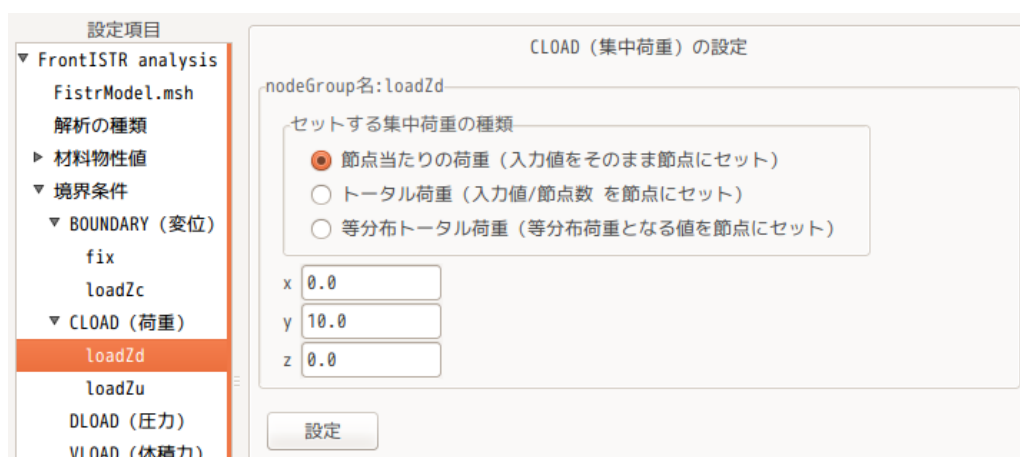 設定項目
▼ FrontISTR analysis
FistrModel.msh
解析の種類
▶ 材料物性値
▼ 境界条件
▼ BOUNDARY (変位)
fix
loadZc
▼ CLOAD (荷重)
loadZd
loadZu
DLOAD (圧力)
VLOAD (体積力)
CLOAD (集中荷重) の設定
nodeGroup名:loadZd
セットする集中荷重の種類
節点当たりの荷重 (入力値をそのまま節点にセット)
トータル荷重 (入力値/節点数 を節点にセット)
等分布トータル荷重 (等分布荷重となる値を節点にセット)
x 0.0
y 10.0
z 0.0
設定